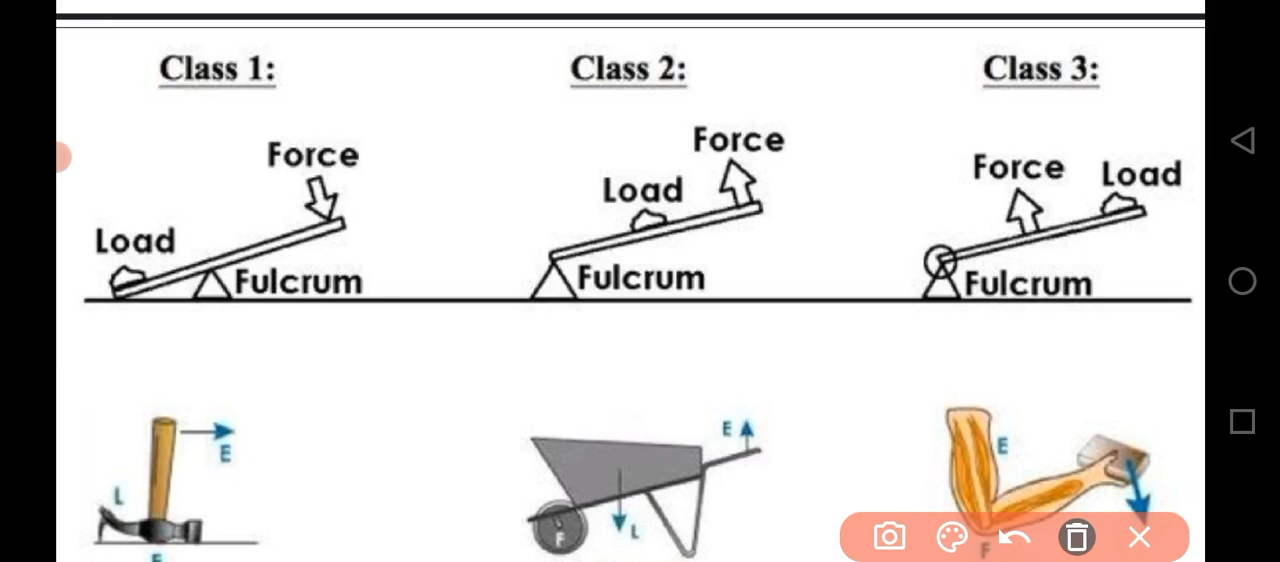 Class 1:
Class 2:
Class 3:
Force
Load
Fulcrum
Force
Load
Fulcrum
Force
Load
Fulcrum
E
L
E
L
F
E
F